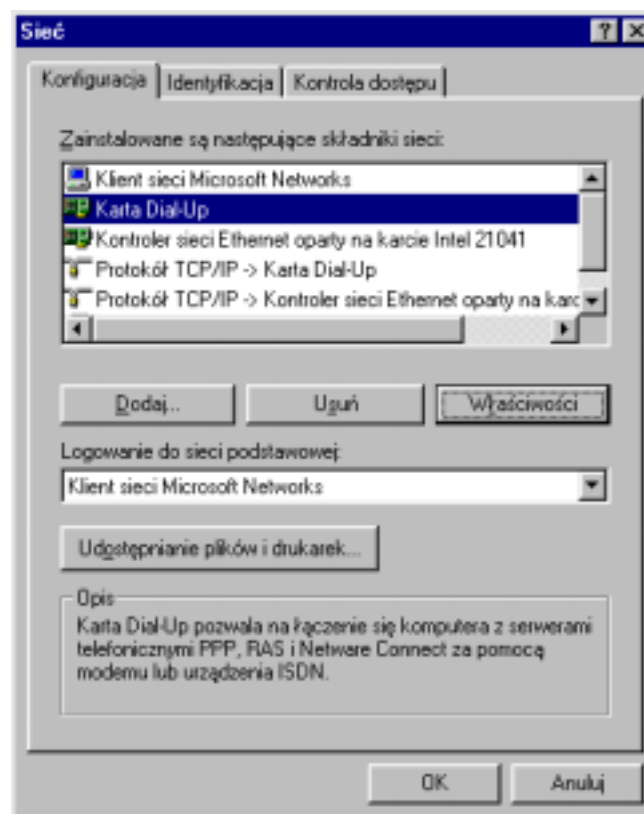 Sieć
Konfiguracja Identyfikacja Kontrola dostępu
Zainstalowane są następujące składniki sieci:
Klient sieci Microsoft Networks
Karta Dial-Up
Kontroler sieci Ethernet oparty na karcie Intel 21041
Protokół TCP/IP -> Karta Dial-Up
Protokół TCP/IP -> Kontroler sieci Ethernet oparty na karc
Dodaj... Usuń Właściwości
Logowanie do sieci podstawowej:
Klient sieci Microsoft Networks
Udostępnianie plików i drukarek...
Opis
Karta Dial-Up pozwala na łączenie się komputera z serwerami
telefonicznymi PPP, RAS i Netware Connect za pomocą
modemu lub urządzenia ISDN.
OK Anuluj